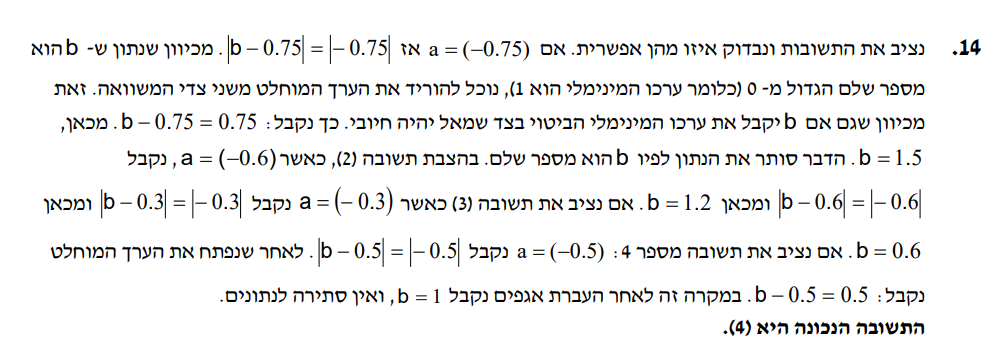 14. נציב את התשובות ונבדוק איזו מהן אפשרית. אם a = (−0.75) אז |b − 0.75| = |−0.75|. מכיוון שנתון ש- b הוא
מספר שלם הגדול מ- 0 (כלומר ערכו המינימלי הוא 1), נוכל להוריד את הערך המוחלט משני צדי המשוואה. זאת
מכיוון שגם אם b יקבל את ערכו המינימלי הביטוי בצד שמאל יהיה חיובי. כך נקבל: b − 0.75 = 0.75. מכאן,
b = 1.5. הדבר סותר את הנתון לפיו b הוא מספר שלם. בהצבת תשובה (2), כאשר a = (−0.6), נקבל
|b − 0.6| = |−0.6| ומכאן b = 1.2. אם נציב את תשובה (3) כאשר a = (−0.3) נקבל |b − 0.3| = |−0.3| ומכאן
b = 0.6. אם נציב את תשובה מספר 4: a = (−0.5) נקבל |b − 0.5| = |−0.5|. לאחר שנפתח את הערך המוחלט
נקבל: b − 0.5 = 0.5. במקרה זה לאחר העברת אגפים נקבל b = 1, ואין סתירה לנתונים.
התשובה הנכונה היא (4).